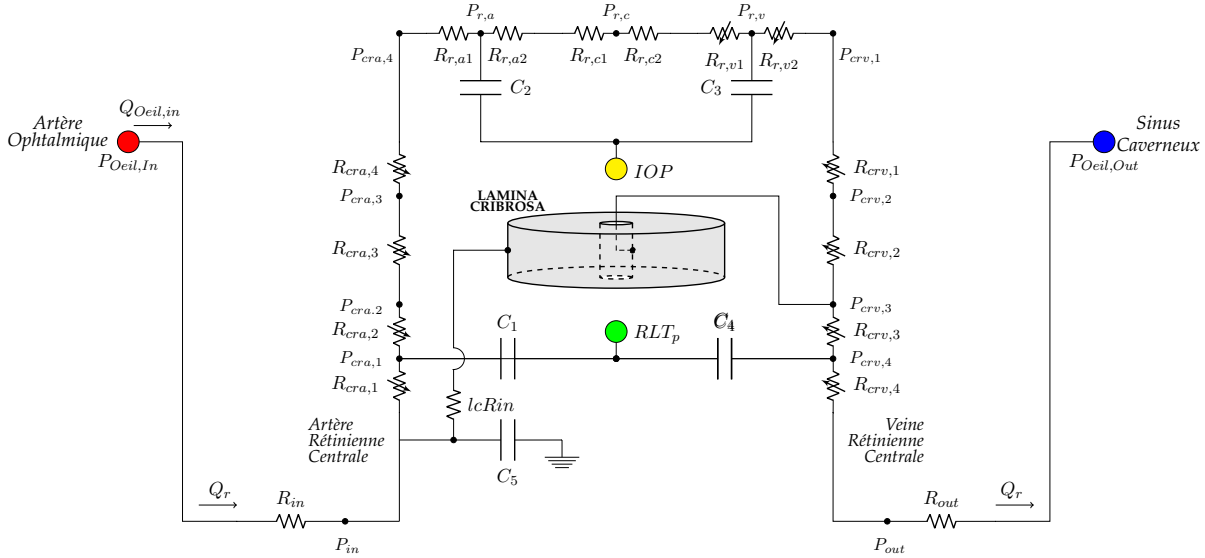 P_{r,a}
P_{r,c}
P_{r,v}
P_{cra,4}
R_{r,a1}
R_{r,a2}
R_{r,c1}
R_{r,c2}
R_{r,v1}
R_{r,v2}
P_{crv,1}
C_2
C_3
Q_{Oeil,in}
Artère
Ophtalmique
P_{Oeil,In}
Sinus
Caverneux
P_{Oeil,Out}
R_{cra,4}
IOP
R_{crv,1}
P_{cra,3}
LAMINA
CRIBROSA
P_{crv,2}
R_{cra,3}
R_{crv,2}
P_{cra.2}
P_{crv,3}
R_{cra,2}
C_1
RLT_p
C_4
R_{crv,3}
P_{cra,1}
P_{crv,4}
R_{cra,1}
lcRin
R_{crv,4}
Artère
Rétinienne
Centrale
C_5
Veine
Rétinienne
Centrale
Q_r
R_{in}
P_{in}
R_{out}
Q_r
P_{out}